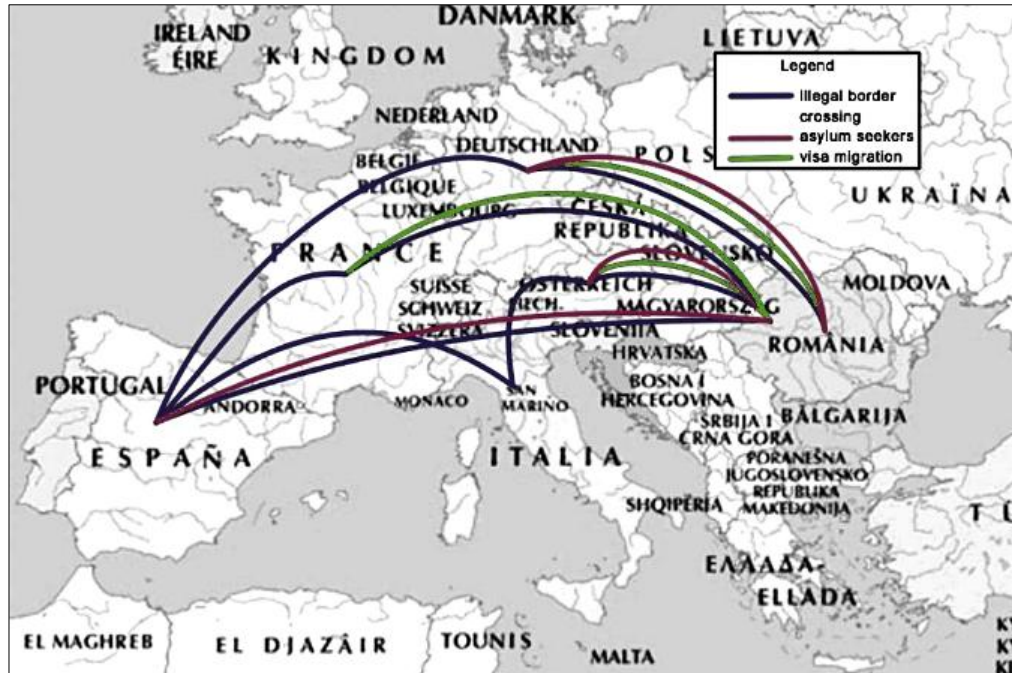 DANMARK
IRELAND
ÉIRE
KINGDOM
LIETUVA
Legend
illegal border
crossing
asylum seekers
visa migration
NEDERLAND
DEUTSCHLAND
POLS
BELGIË
BELGIQUE
LUXEMBOURG
ČESKÁ
REPUBLIKA
UKRAÏNA
FRANCE
SLOVENSKO
MOLDOVA
SUISSE
SCHWEIZ
SVIZZERA
ÖSTERREICH
MAGYARORSZÁG
SLOVENIJA
ROMÂNIA
HRVATSKA
PORTUGAL
ANDORRA
MONACO
SAN
MARINO
BOSNA I
HERCEGOVINA
SRBIJA I
CRNA GORA
BĂLGARIJA
ESPAÑA
ITALIA
PORANEŠNA
JUGOSLOVENSKO
REPUBLIKA
MAKEDONIJA
SHQIPËRIA
TÜ
ΕΛΛΑΔΑ-
ELLADA
EL MAGHREB
EL DJAZÂIR
TOUNIS
MALTA